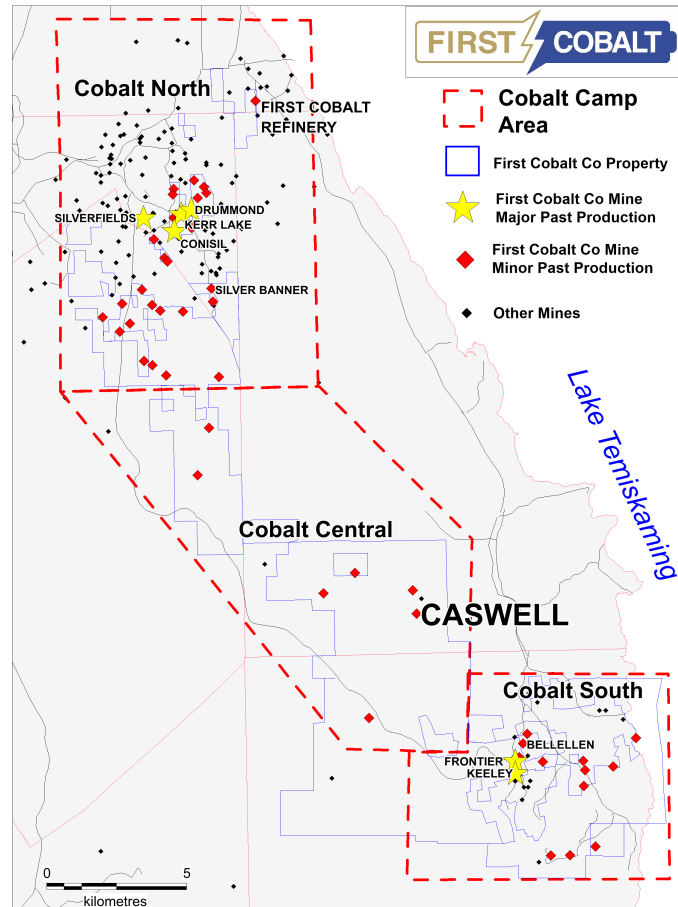 FIRST COBALT
Cobalt North
Cobalt Camp
Area
FIRST COBALT
REFINERY
First Cobalt Co Property
First Cobalt Co Mine
Major Past Production
SILVERFIELDS
DRUMMOND
KERR LAKE
CONISIL
First Cobalt Co Mine
Minor Past Production
SILVER BANNER
Other Mines
Lake Temiskaming
Cobalt Central
CASWELL
Cobalt South
BELLELLEN
FRONTIER
KEELEY
0 5
kilometres